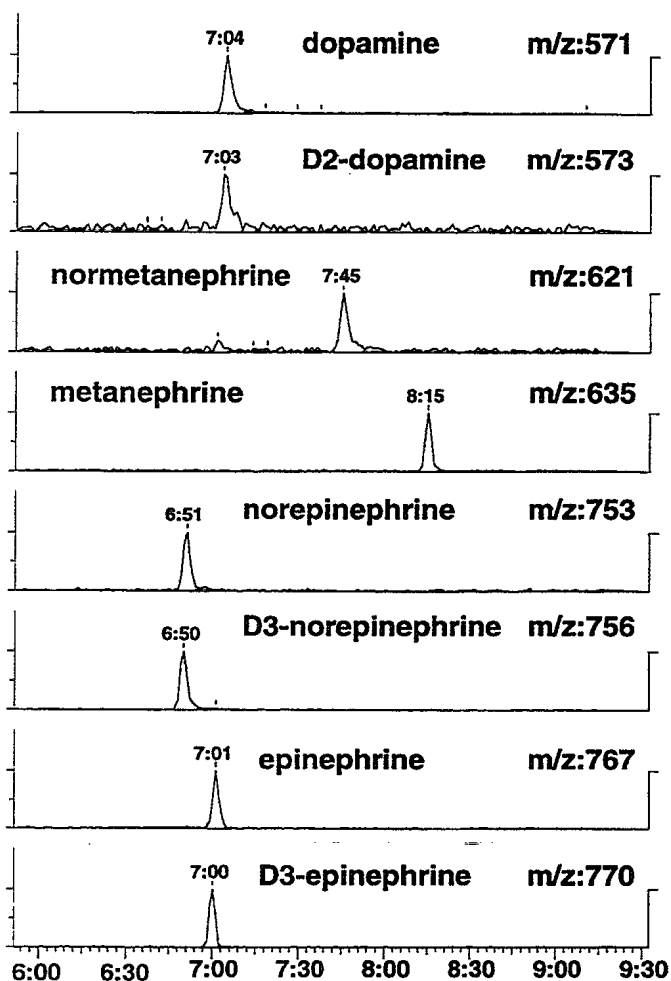 7:04 dopamine m/z:571
7:03 D2-dopamine m/z:573
normetanephrine 7:45 m/z:621
metanephrine 8:15 m/z:635
6:51 norepinephrine m/z:753
6:50 D3-norepinephrine m/z:756
7:01 epinephrine m/z:767
7:00 D3-epinephrine m/z:770
6:00 6:30 7:00 7:30 8:00 8:30 9:00 9:30